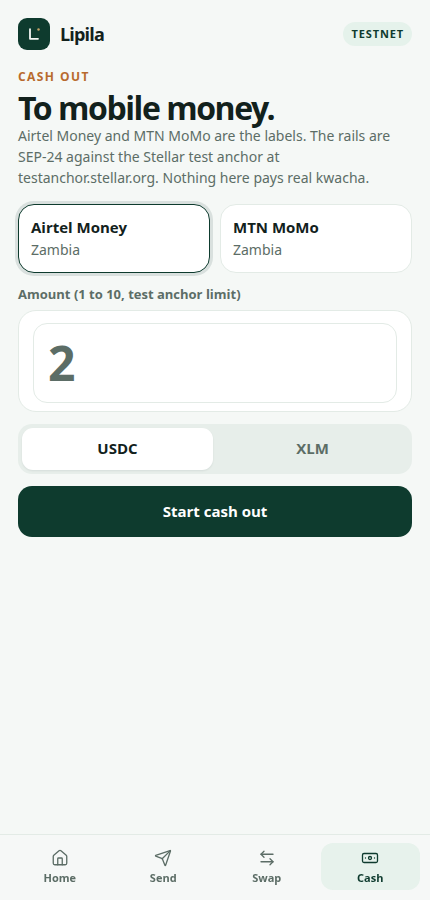 Lipila
TESTNET
CASH OUT
To mobile money.
Airtel Money and MTN MoMo are the labels. The rails are
SEP-24 against the Stellar test anchor at
testanchor.stellar.org. Nothing here pays real kwacha.
Airtel Money
Zambia
MTN MoMo
Zambia
Amount (1 to 10, test anchor limit)
2
USDC
XLM
Start cash out
Home
Send
Swap
Cash